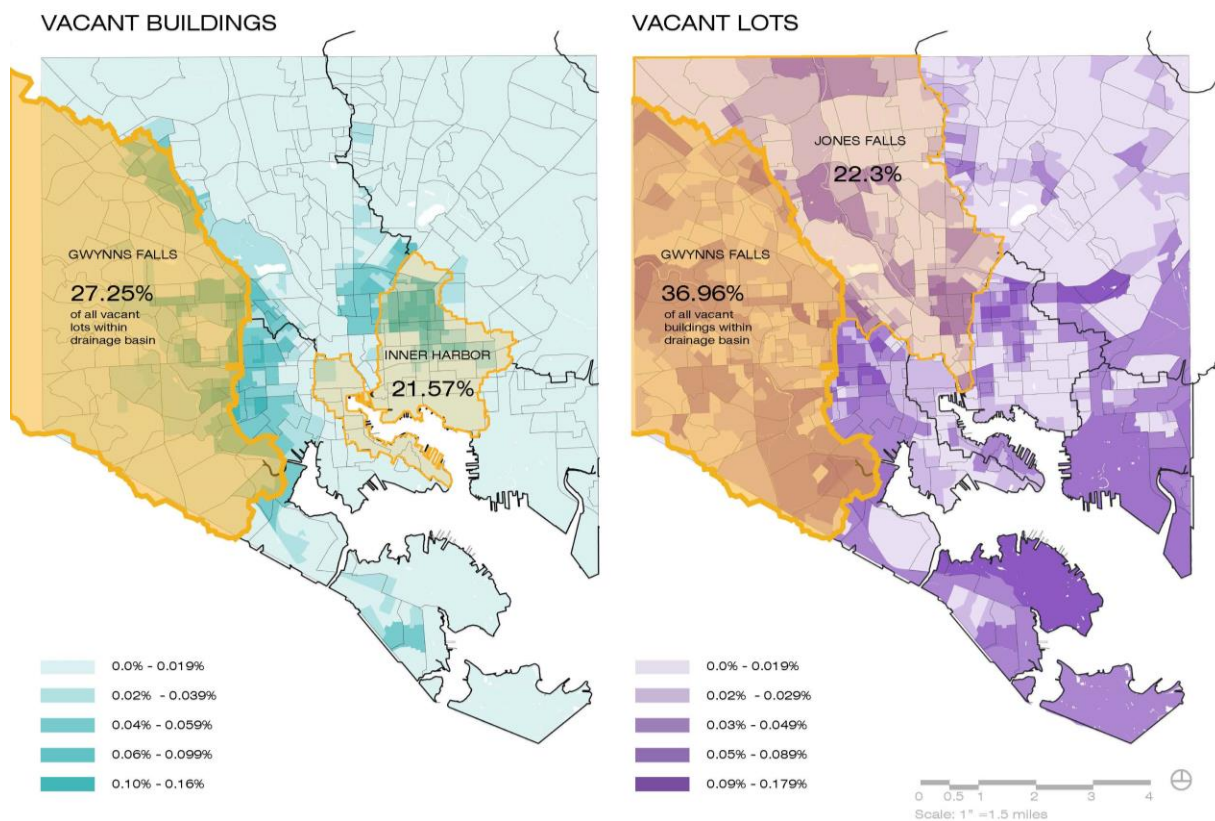 VACANT BUILDINGS
GWYNNS FALLS
27.25%
of all vacant
lots within
drainage basin
INNER HARBOR
21.57%
0.0% - 0.019%
0.02% - 0.039%
0.04% - 0.059%
0.06% - 0.099%
0.10% - 0.16%
VACANT LOTS
JONES FALLS
22.3%
GWYNNS FALLS
36.96%
of all vacant
buildings within
drainage basin
0.0% - 0.019%
0.02% - 0.029%
0.03% - 0.049%
0.05% - 0.089%
0.09% - 0.179%
0 0.5 1 2 3 4
Scale: 1" =1.5 miles